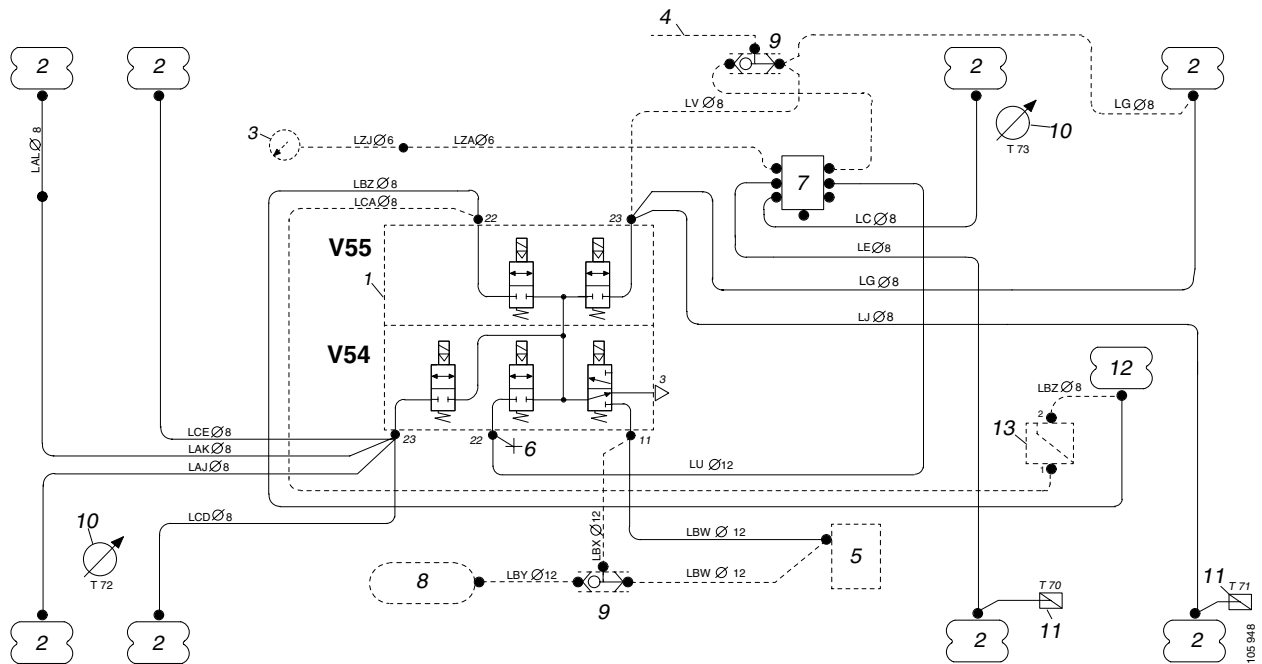 4
9
2
2
2
2
LV Ø 8
LG Ø 8
10
T 73
3
LZJ Ø 6
LZA Ø 6
LAL Ø 8
7
LBZ Ø 8
LCA Ø 8
22
23
LC Ø 8
V55
LE Ø 8
1
LG Ø 8
LJ Ø 8
V54
12
3
LBZ Ø 8
2
13
LCE Ø 8
23
22
6
11
LAK Ø 8
LAJ Ø 8
LU Ø 12
1
LCD Ø 8
10
T 72
LBX Ø 12
LBW Ø 12
5
8
LBY Ø 12
LBW Ø 12
9
T 70
11
11
T 71
2
2
2
2
105 948